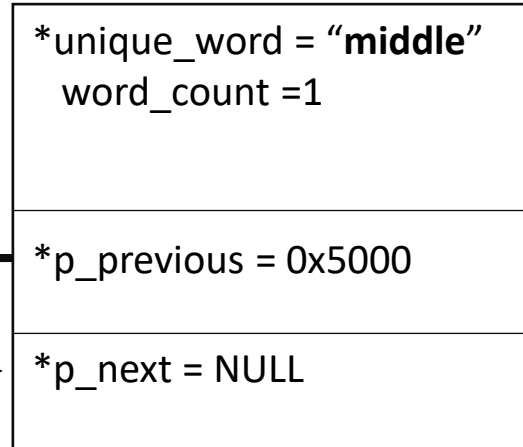 *unique_word = “middle”
word_count =1
*p_previous = 0x5000
*p_next = NULL